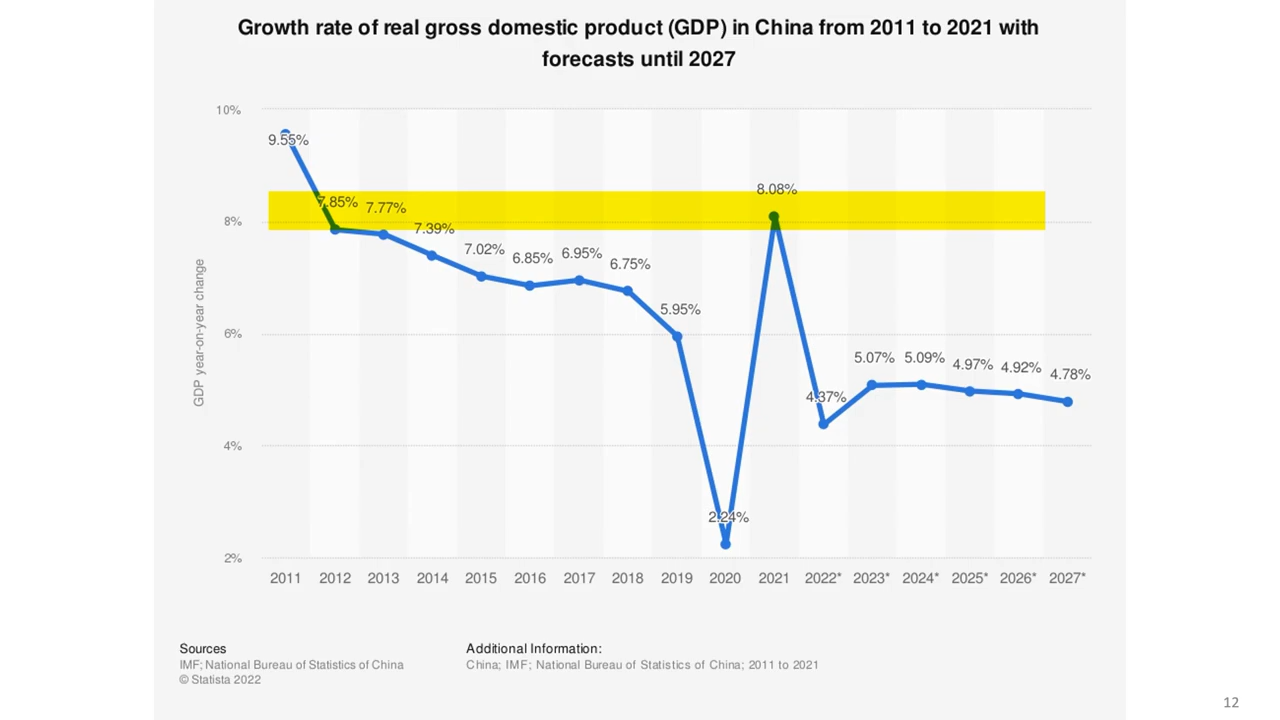 Growth rate of real gross domestic product (GDP) in China from 2011 to 2021 with
forecasts until 2027
10%
8%
6%
4%
2%
GDP year-on-year change
9.55%
7.85%
7.77%
7.39%
7.02%
6.85%
6.95%
6.75%
5.95%
2.24%
8.08%
4.37%
5.07%
5.09%
4.97%
4.92%
4.78%
2011 2012 2013 2014 2015 2016 2017 2018 2019 2020 2021 2022* 2023* 2024* 2025* 2026* 2027*
Sources
IMF; National Bureau of Statistics of China
© Statista 2022
Additional Information:
China; IMF; National Bureau of Statistics of China; 2011 to 2021
12